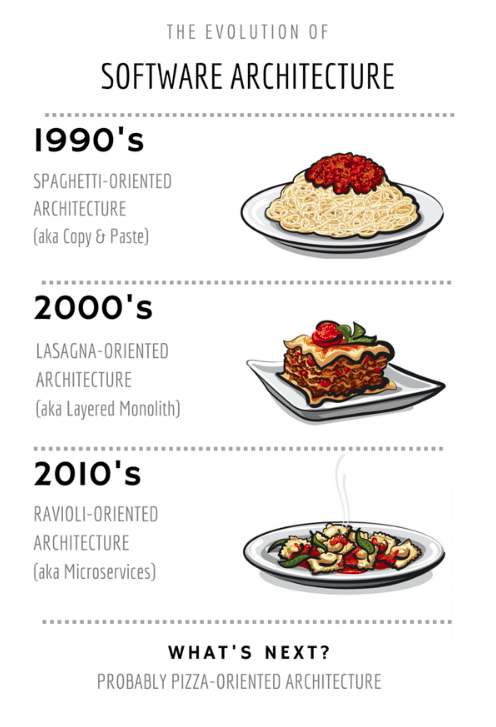 THE EVOLUTION OF
SOFTWARE ARCHITECTURE
1990's
SPAGHETTI-ORIENTED
ARCHITECTURE
(aka Copy & Paste)
2000's
LASAGNA-ORIENTED
ARCHITECTURE
(aka Layered Monolith)
2010's
RAVIOLI-ORIENTED
ARCHITECTURE
(aka Microservices)
WHAT'S NEXT?
PROBABLY PIZZA-ORIENTED ARCHITECTURE